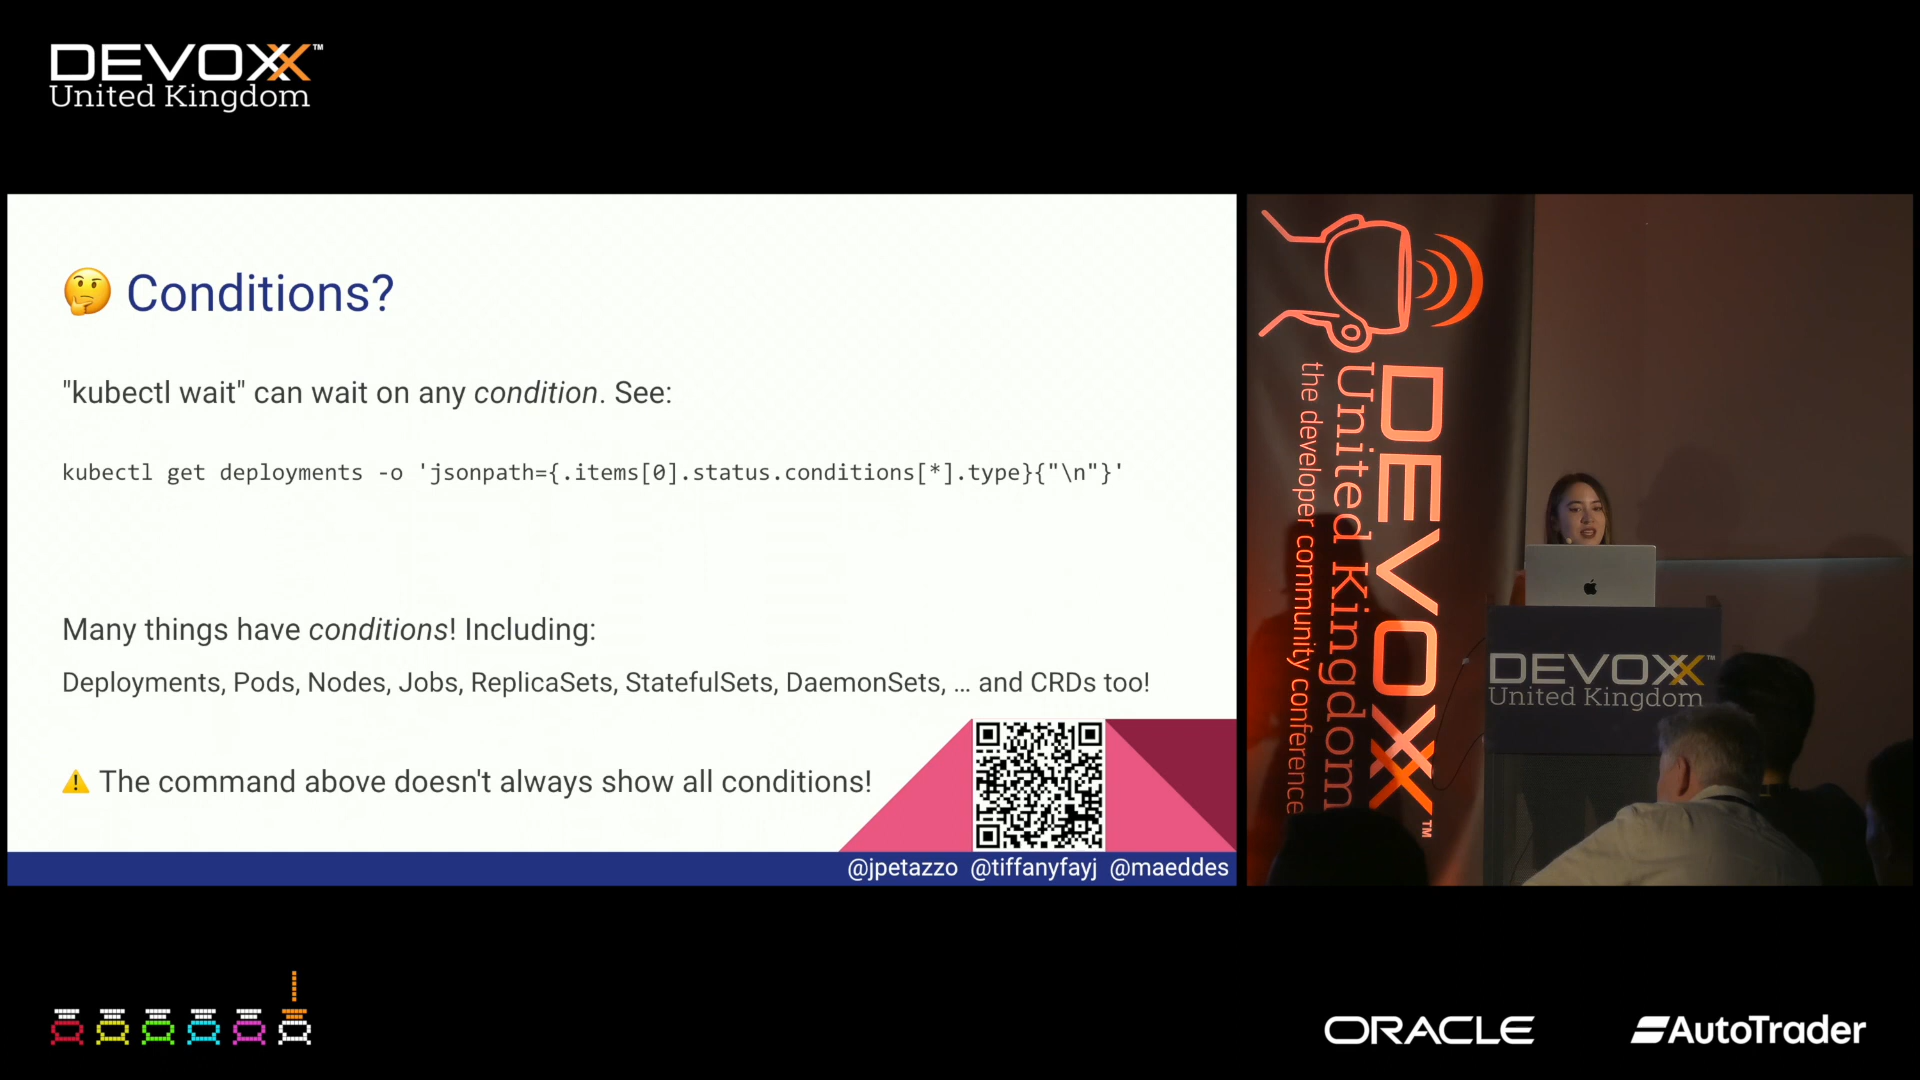 DEVOXX™
United Kingdom
🤔 Conditions?
"kubectl wait" can wait on any condition. See:
kubectl get deployments -o 'jsonpath={.items[0].status.conditions[*].type}{"\n"}'
Many things have conditions! Including:
Deployments, Pods, Nodes, Jobs, ReplicaSets, StatefulSets, DaemonSets, … and CRDs too!
⚠️ The command above doesn't always show all conditions!
@jpetazzo @tiffanyfayj @maeddes
DEVOXX™
United Kingdom
the developer community conference
DEVOXX™
United Kingdom
ORACLE
AutoTrader